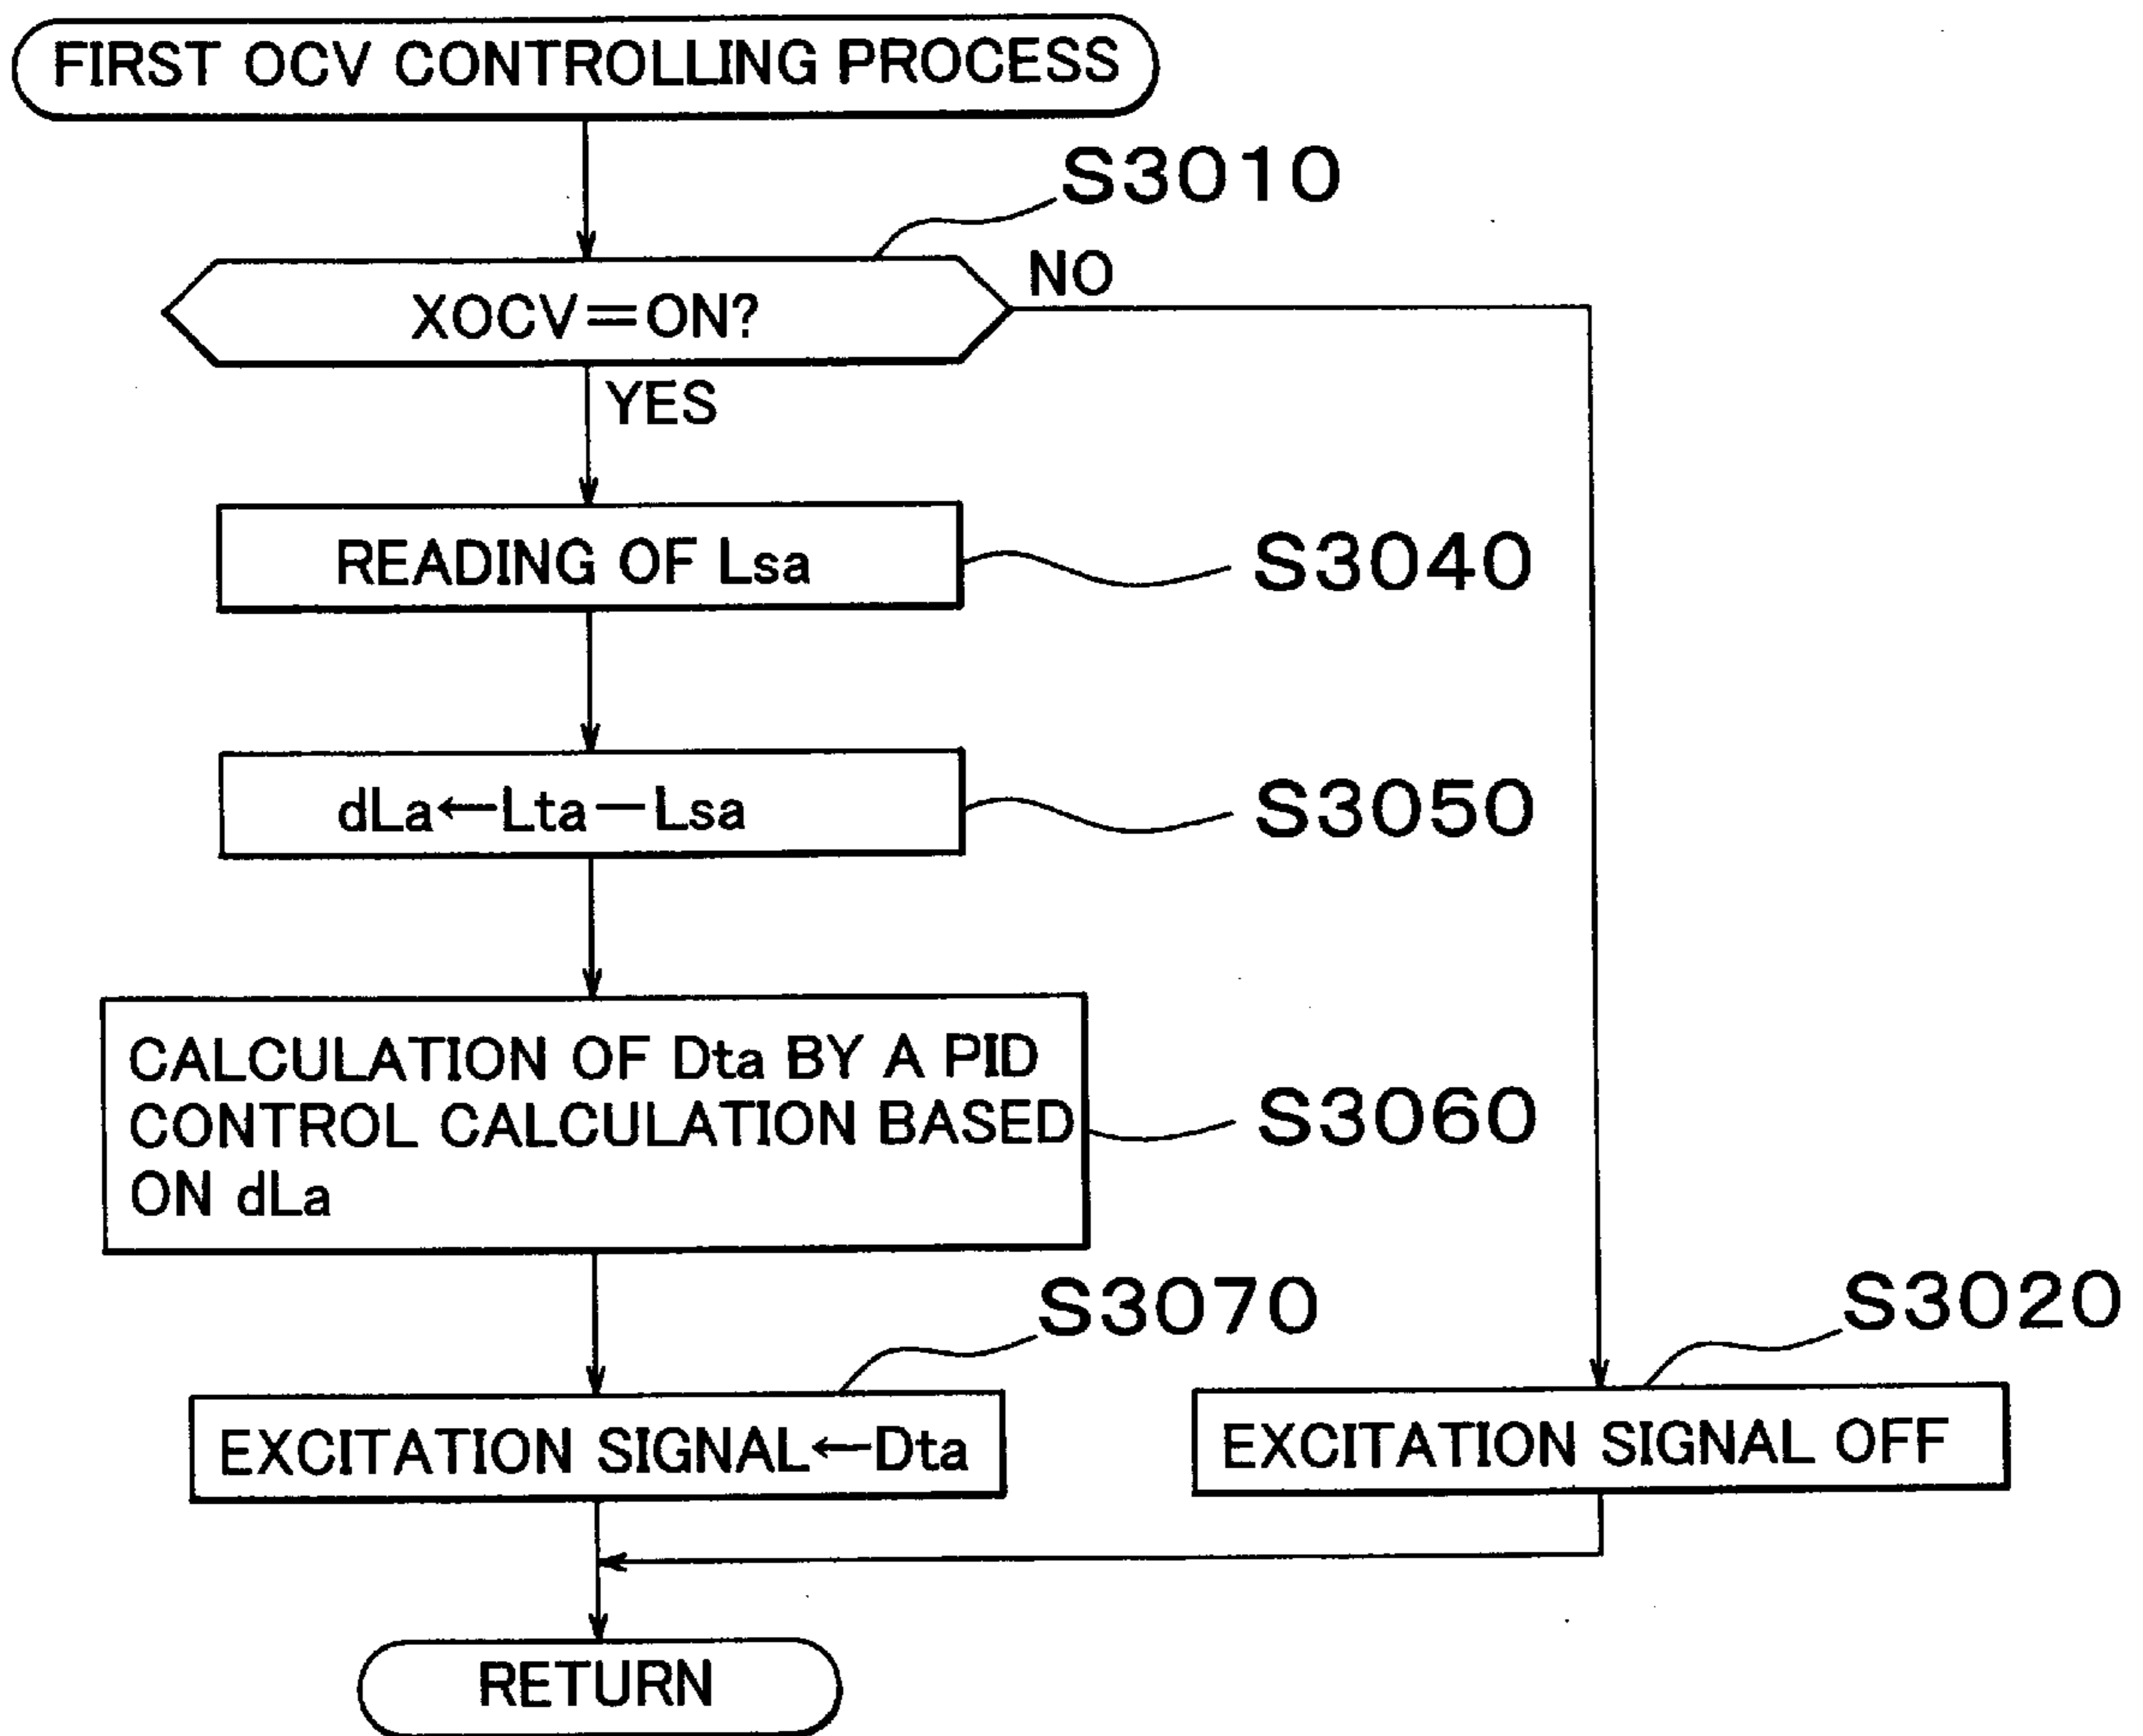 FIRST OCV CONTROLLING PROCESS
S3010
XOCV=ON?
NO
YES
READING OF Lsa
S3040
dLa←Lta-Lsa
S3050
CALCULATION OF Dta BY A PID
CONTROL CALCULATION BASED
ON dLa
S3060
S3070
EXCITATION SIGNAL←Dta
S3020
EXCITATION SIGNAL OFF
RETURN